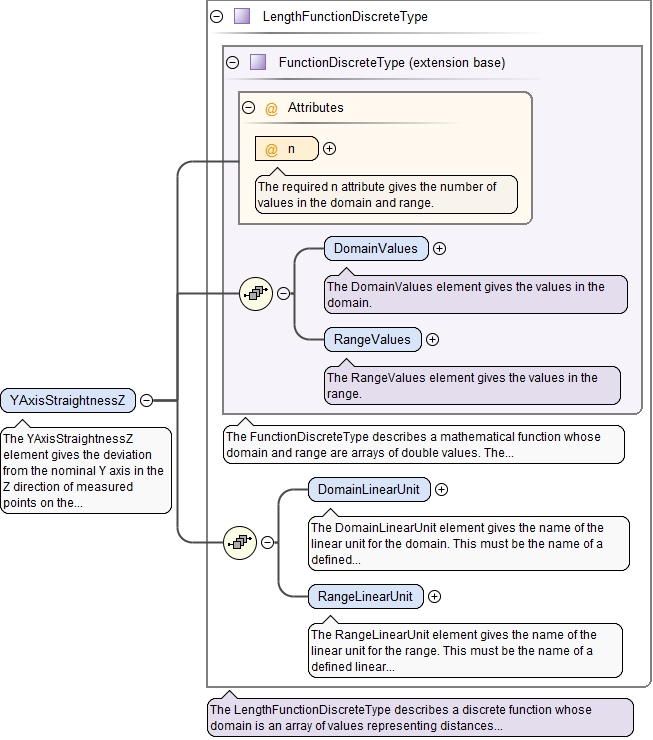 LengthFunctionDiscreteType
FunctionDiscreteType (extension base)
@ Attributes
@ n
The required n attribute gives the number of
values in the domain and range.
DomainValues
The DomainValues element gives the values in the
domain.
RangeValues
The RangeValues element gives the values in the
range.
YAxisStraightnessZ
The YAxisStraightnessZ
element gives the deviation
from the nominal Y axis in the
Z direction of measured
points on the...
The FunctionDiscreteType describes a mathematical function whose
domain and range are arrays of double values. The...
DomainLinearUnit
The DomainLinearUnit element gives the name of the
linear unit for the domain. This must be the name of a
defined...
RangeLinearUnit
The RangeLinearUnit element gives the name of the
linear unit for the range. This must be the name of a
defined linear...
The LengthFunctionDiscreteType describes a discrete function whose
domain is an array of values representing distances...